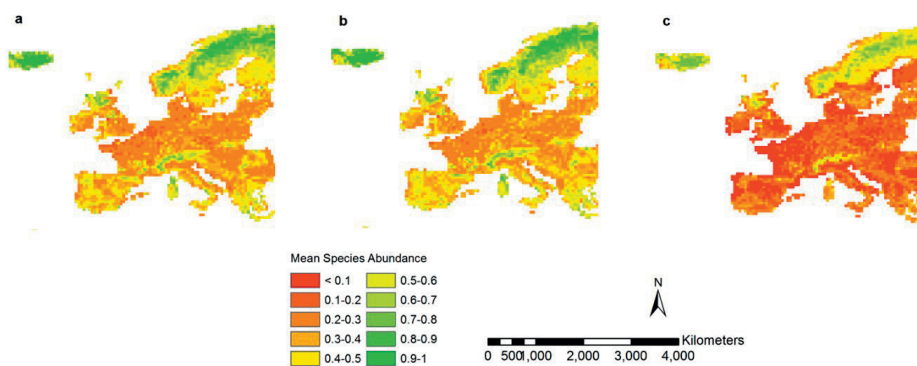 a
b
c
Mean Species Abundance
< 0.1
0.1-0.2
0.2-0.3
0.3-0.4
0.4-0.5
0.5-0.6
0.6-0.7
0.7-0.8
0.8-0.9
0.9-1
N
Kilometers
0 500 1,000 2,000 3,000 4,000